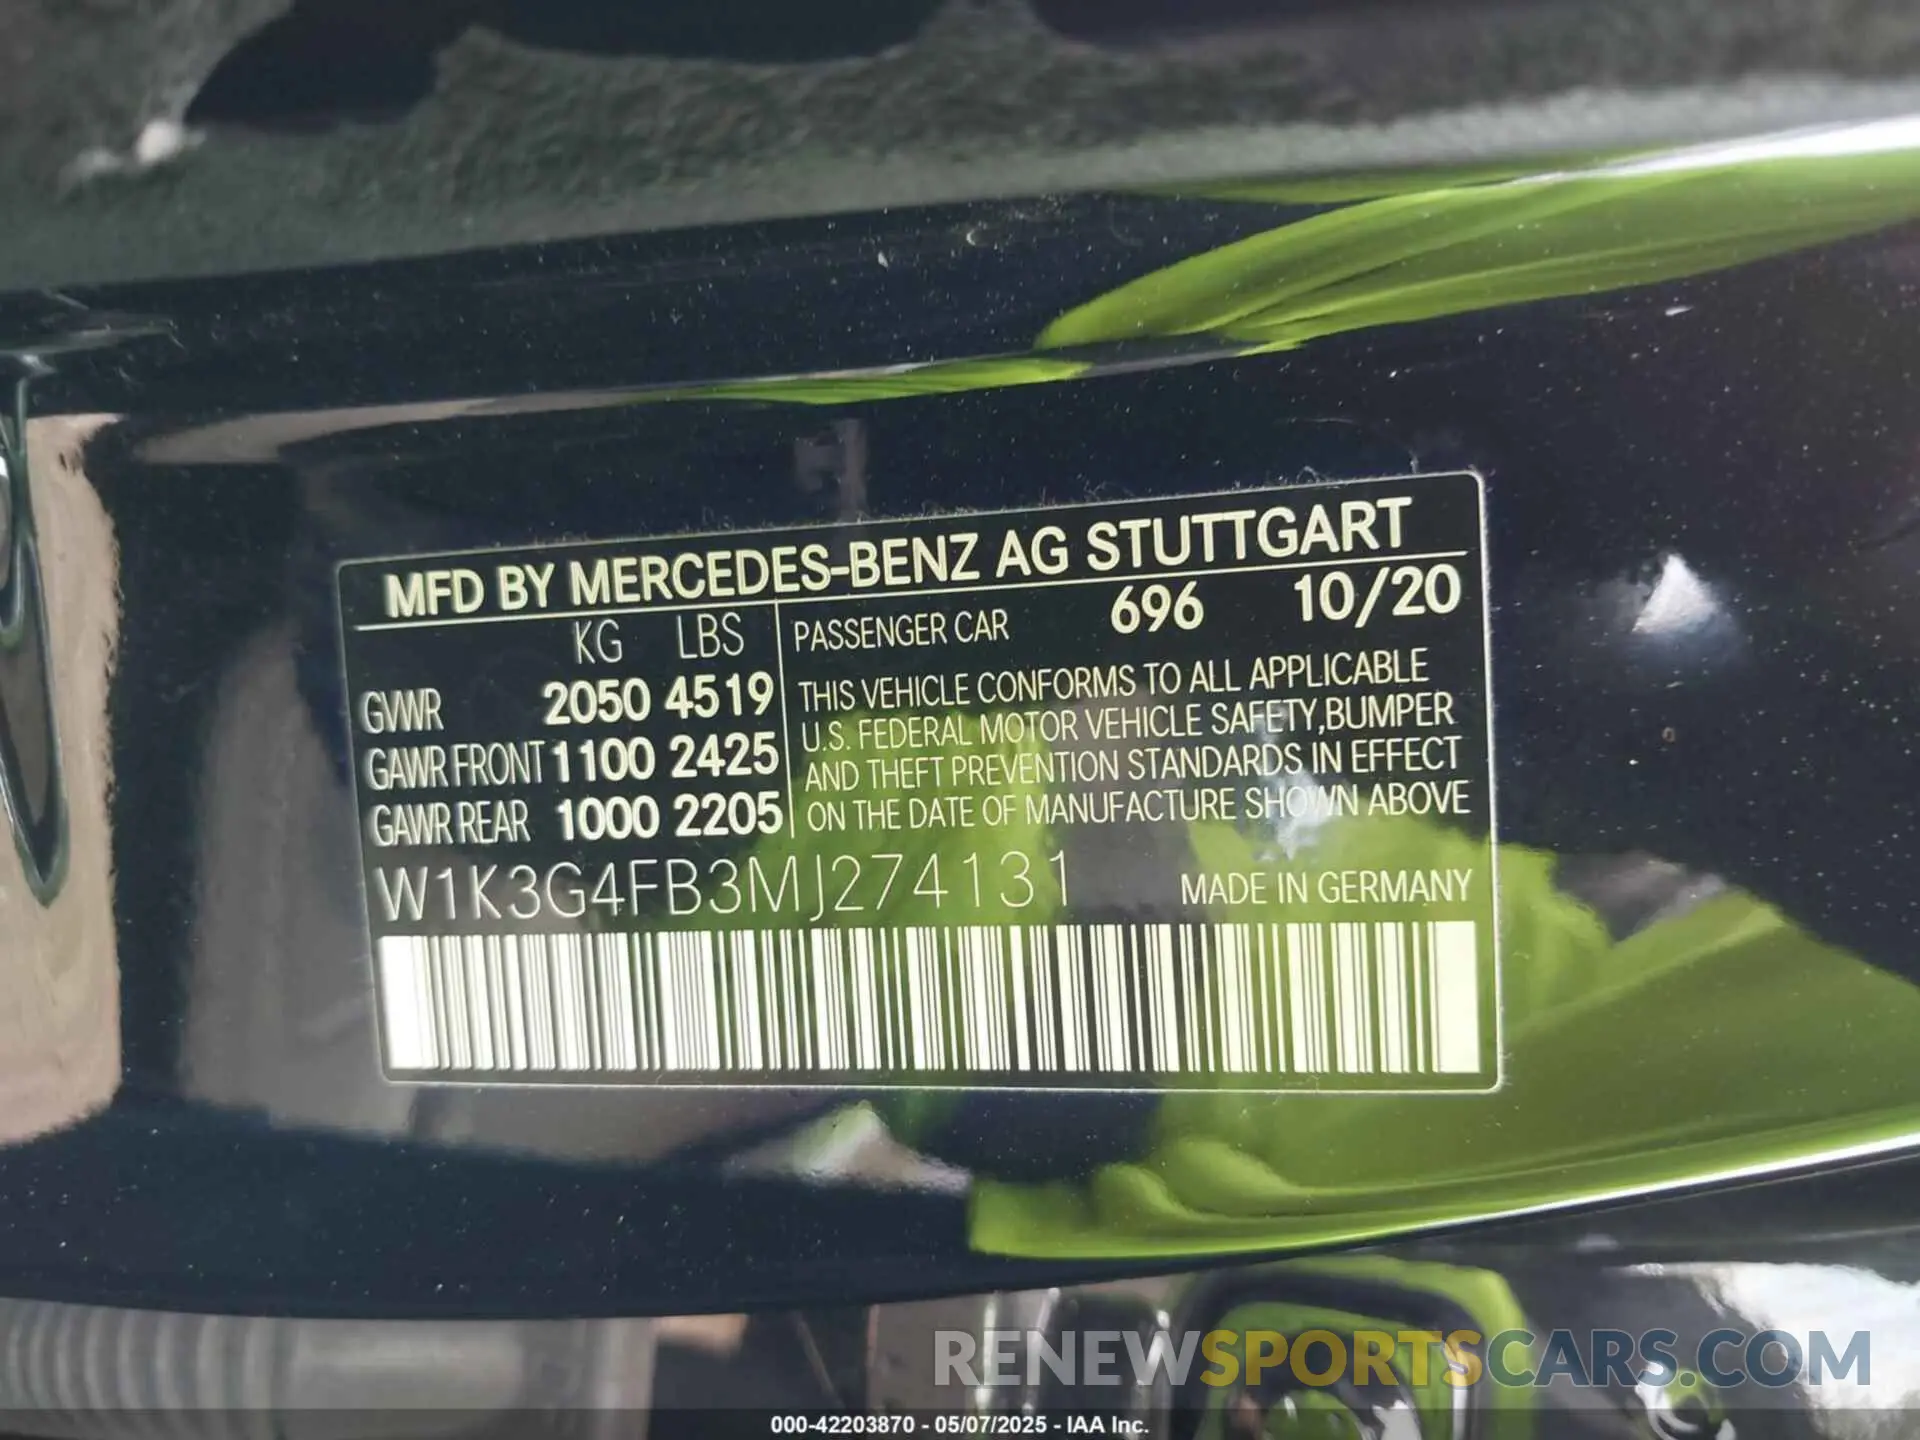 MFD BY MERCEDES-BENZ AG STUTTGART
KG LBS PASSENGER CAR 696 10/20
GVWR 2050 4519
GAWR FRONT 1100 2425
GAWR REAR 1000 2205
THIS VEHICLE CONFORMS TO ALL APPLICABLE
U.S. FEDERAL MOTOR VEHICLE SAFETY,BUMPER
AND THEFT PREVENTION STANDARDS IN EFFECT
ON THE DATE OF MANUFACTURE SHOWN ABOVE
W1K3G4FB3MJ274131 MADE IN GERMANY
RENEWSPORTSCARS.COM
000-42203870 - 05/07/2025 - IAA Inc.